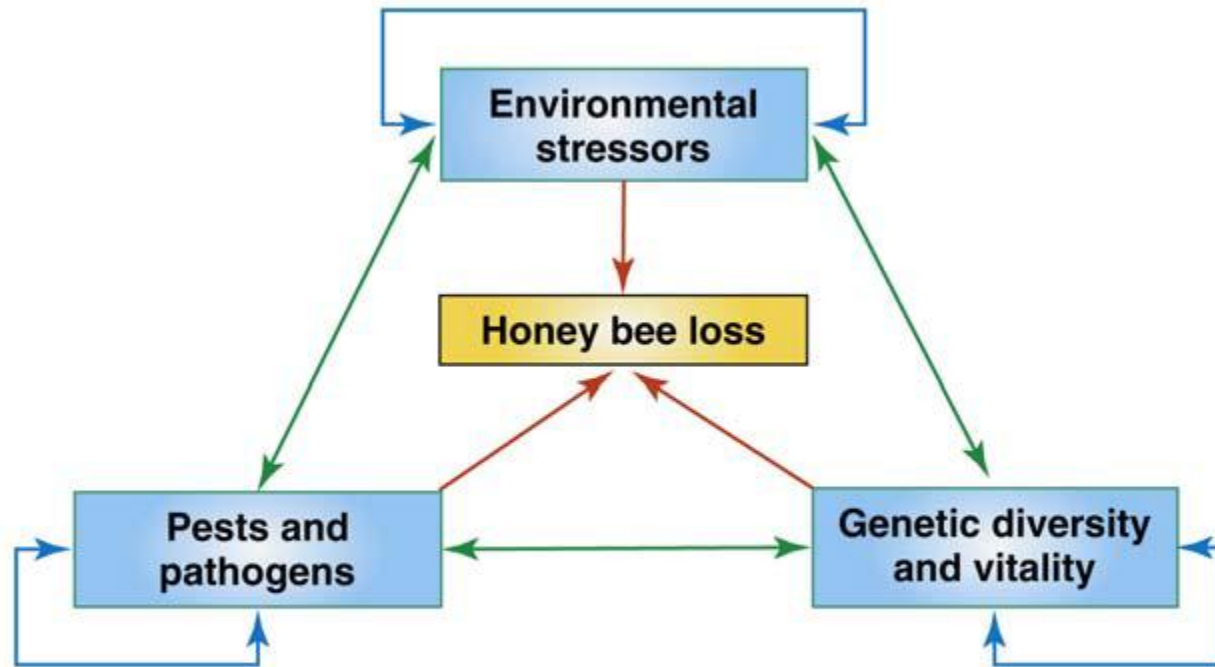 Environmental
stressors
Honey bee loss
Pests and
pathogens
Genetic diversity
and vitality